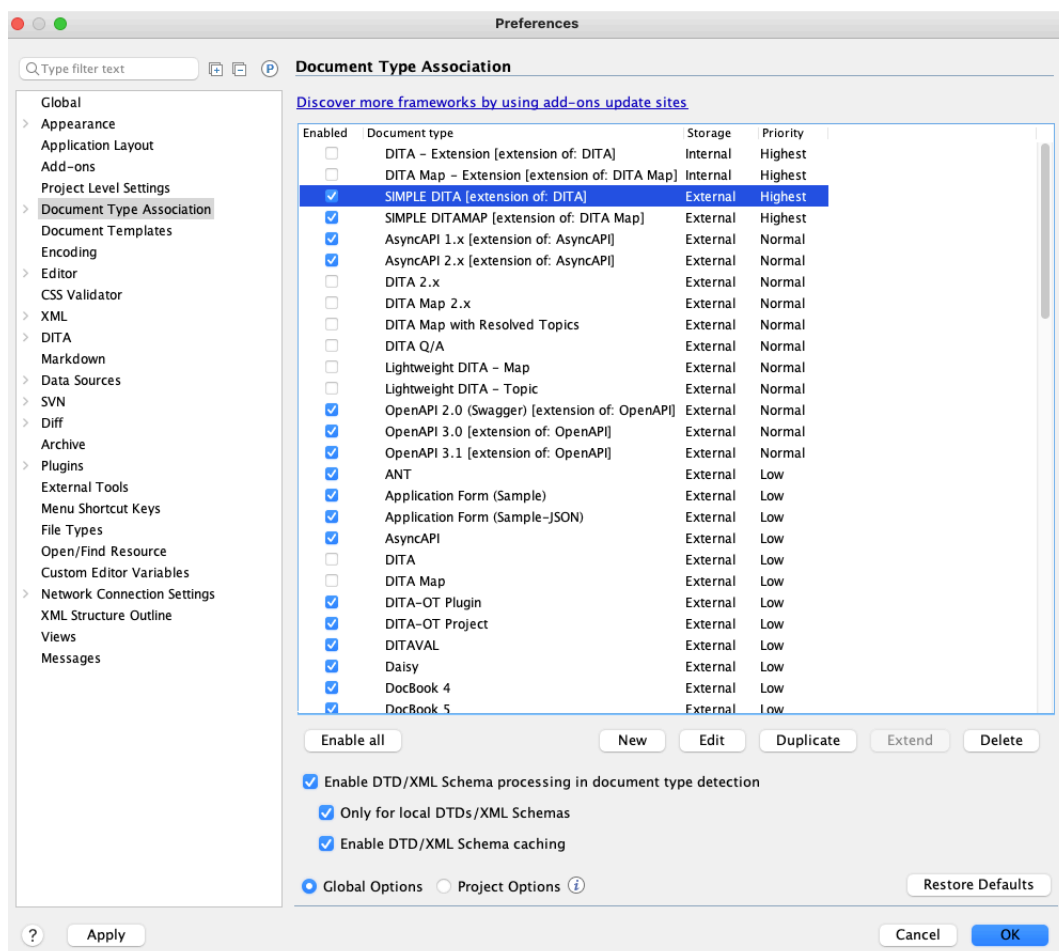 Preferences
Type filter text
P
Global
Appearance
Application Layout
Add-ons
Project Level Settings
Document Type Association
Document Templates
Encoding
Editor
CSS Validator
XML
DITA
Markdown
Data Sources
SVN
Diff
Archive
Plugins
External Tools
Menu Shortcut Keys
File Types
Open/Find Resource
Custom Editor Variables
Network Connection Settings
XML Structure Outline
Views
Messages
Document Type Association
Discover more frameworks by using add-ons update sites
Enabled Document type Storage Priority
DITA – Extension [extension of: DITA] Internal Highest
DITA Map – Extension [extension of: DITA Map] Internal Highest
SIMPLE DITA [extension of: DITA] External Highest
SIMPLE DITAMAP [extension of: DITA Map] External Highest
AsyncAPI 1.x [extension of: AsyncAPI] External Normal
AsyncAPI 2.x [extension of: AsyncAPI] External Normal
DITA 2.x External Normal
DITA Map 2.x External Normal
DITA Map with Resolved Topics External Normal
DITA Q/A External Normal
Lightweight DITA – Map External Normal
Lightweight DITA – Topic External Normal
OpenAPI 2.0 (Swagger) [extension of: OpenAPI] External Normal
OpenAPI 3.0 [extension of: OpenAPI] External Normal
OpenAPI 3.1 [extension of: OpenAPI] External Normal
ANT External Low
Application Form (Sample) External Low
Application Form (Sample-JSON) External Low
AsyncAPI External Low
DITA External Low
DITA Map External Low
DITA-OT Plugin External Low
DITA-OT Project External Low
DITAVAL External Low
Daisy External Low
DocBook 4 External Low
DocBook 5 External Low
Enable all New Edit Duplicate Extend Delete
Enable DTD/XML Schema processing in document type detection
Only for local DTDs/XML Schemas
Enable DTD/XML Schema caching
Global Options Project Options i
Restore Defaults
? Apply Cancel OK